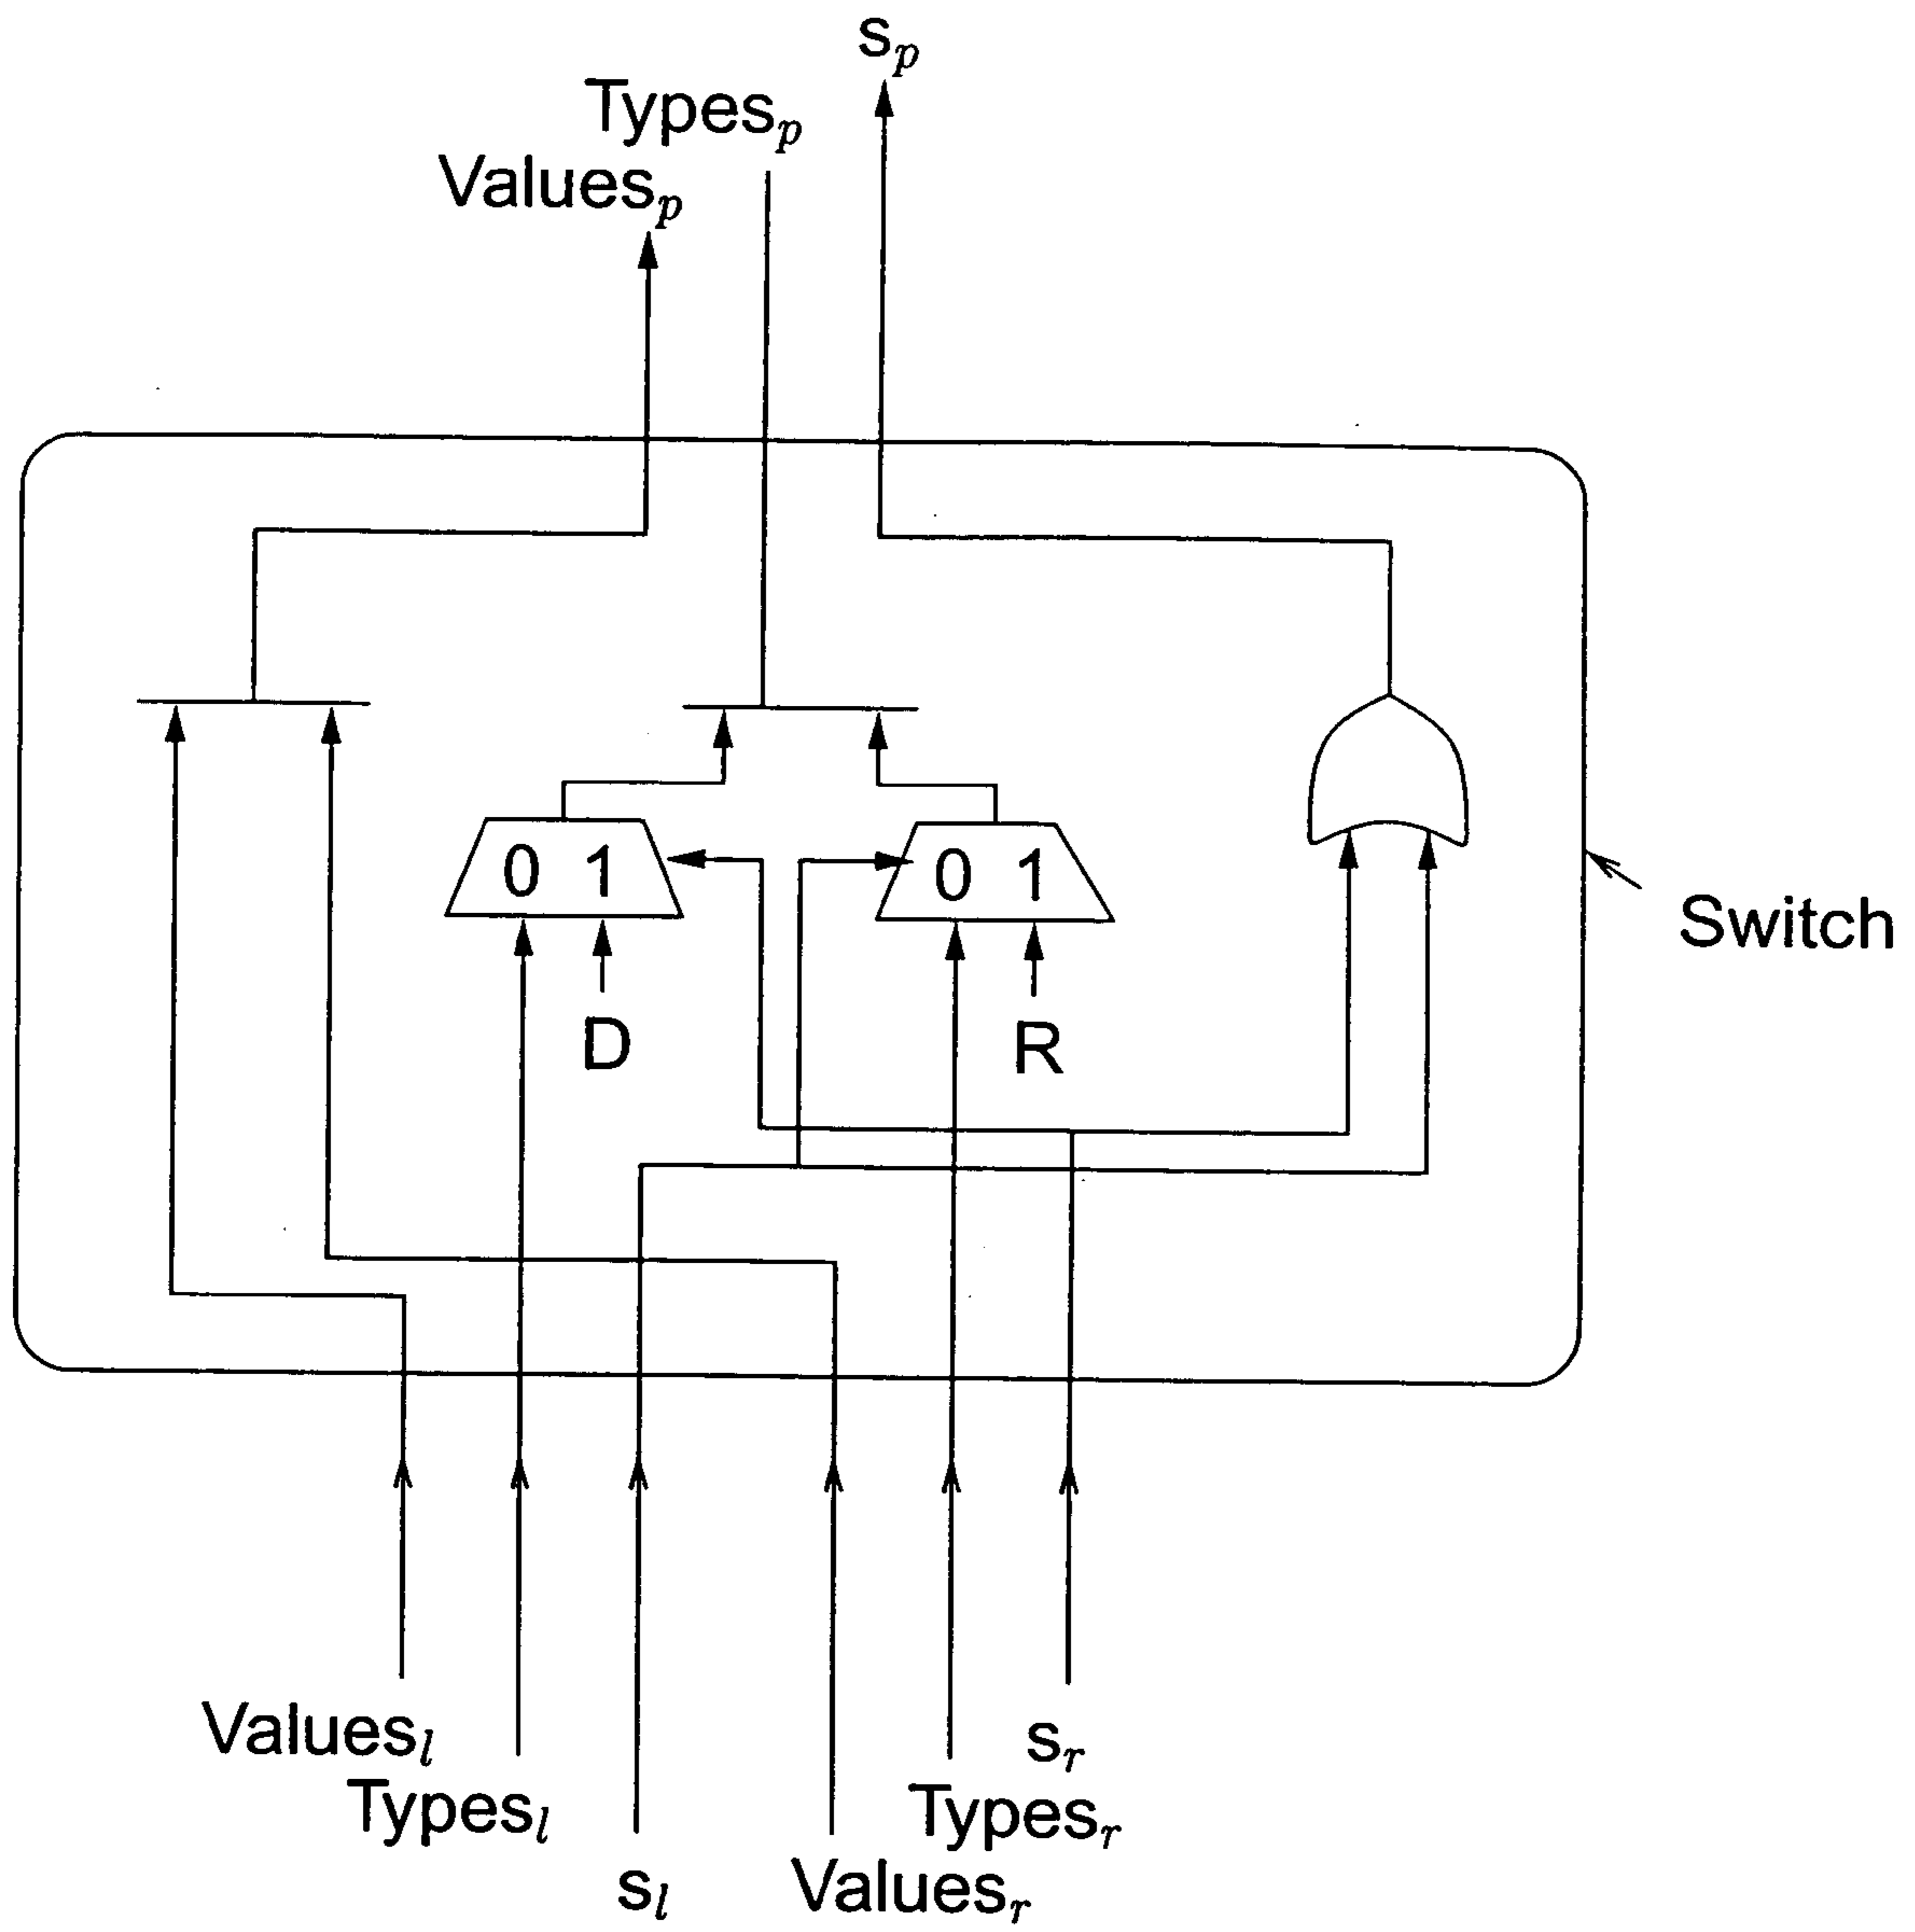 s_p
Types_p
Values_p
0 1
0 1
D
R
Switch
Values_l
s_r
Types_l
Types_r
s_l
Values_r